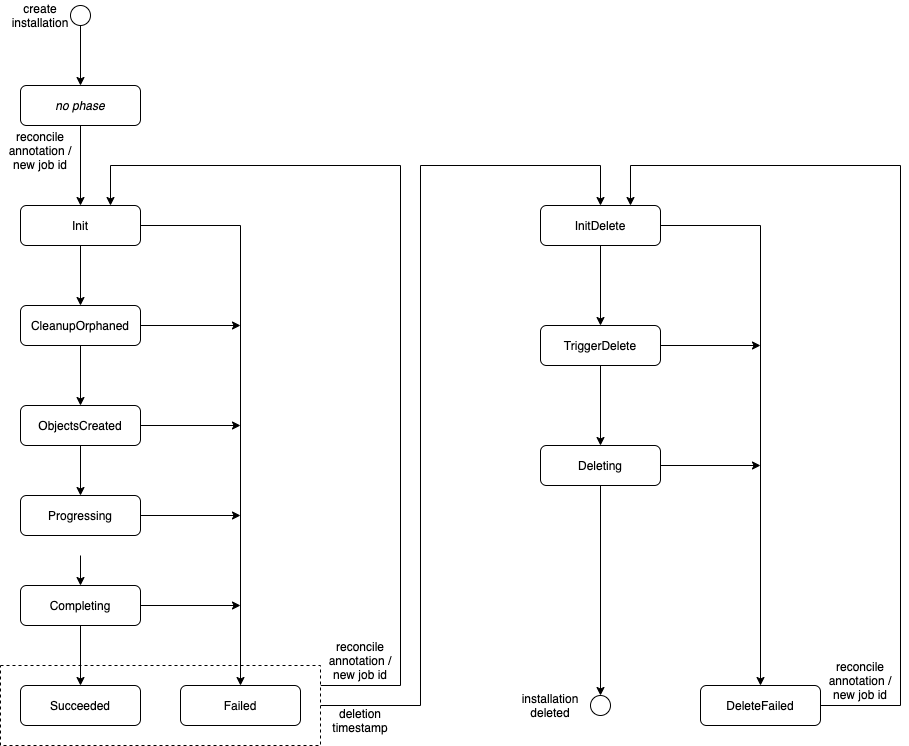 create
installation
no phase
reconcile
annotation /
new job id
Init
CleanupOrphaned
ObjectsCreated
Progressing
Completing
Succeeded
Failed
reconcile
annotation /
new job id
deletion
timestamp
InitDelete
TriggerDelete
Deleting
installation
deleted
DeleteFailed
reconcile
annotation /
new job id